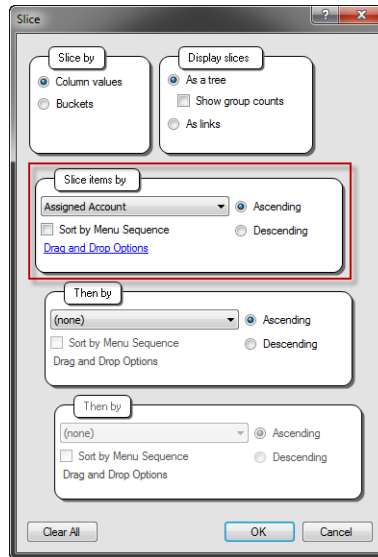 Slice
?
X
Slice by
Column values
Buckets
Display slices
As a tree
Show group counts
As links
Slice items by
Assigned Account
Ascending
Sort by Menu Sequence
Descending
Drag and Drop Options
Then by
(none)
Ascending
Sort by Menu Sequence
Descending
Drag and Drop Options
Then by
(none)
Ascending
Sort by Menu Sequence
Descending
Drag and Drop Options
Clear All
OK
Cancel